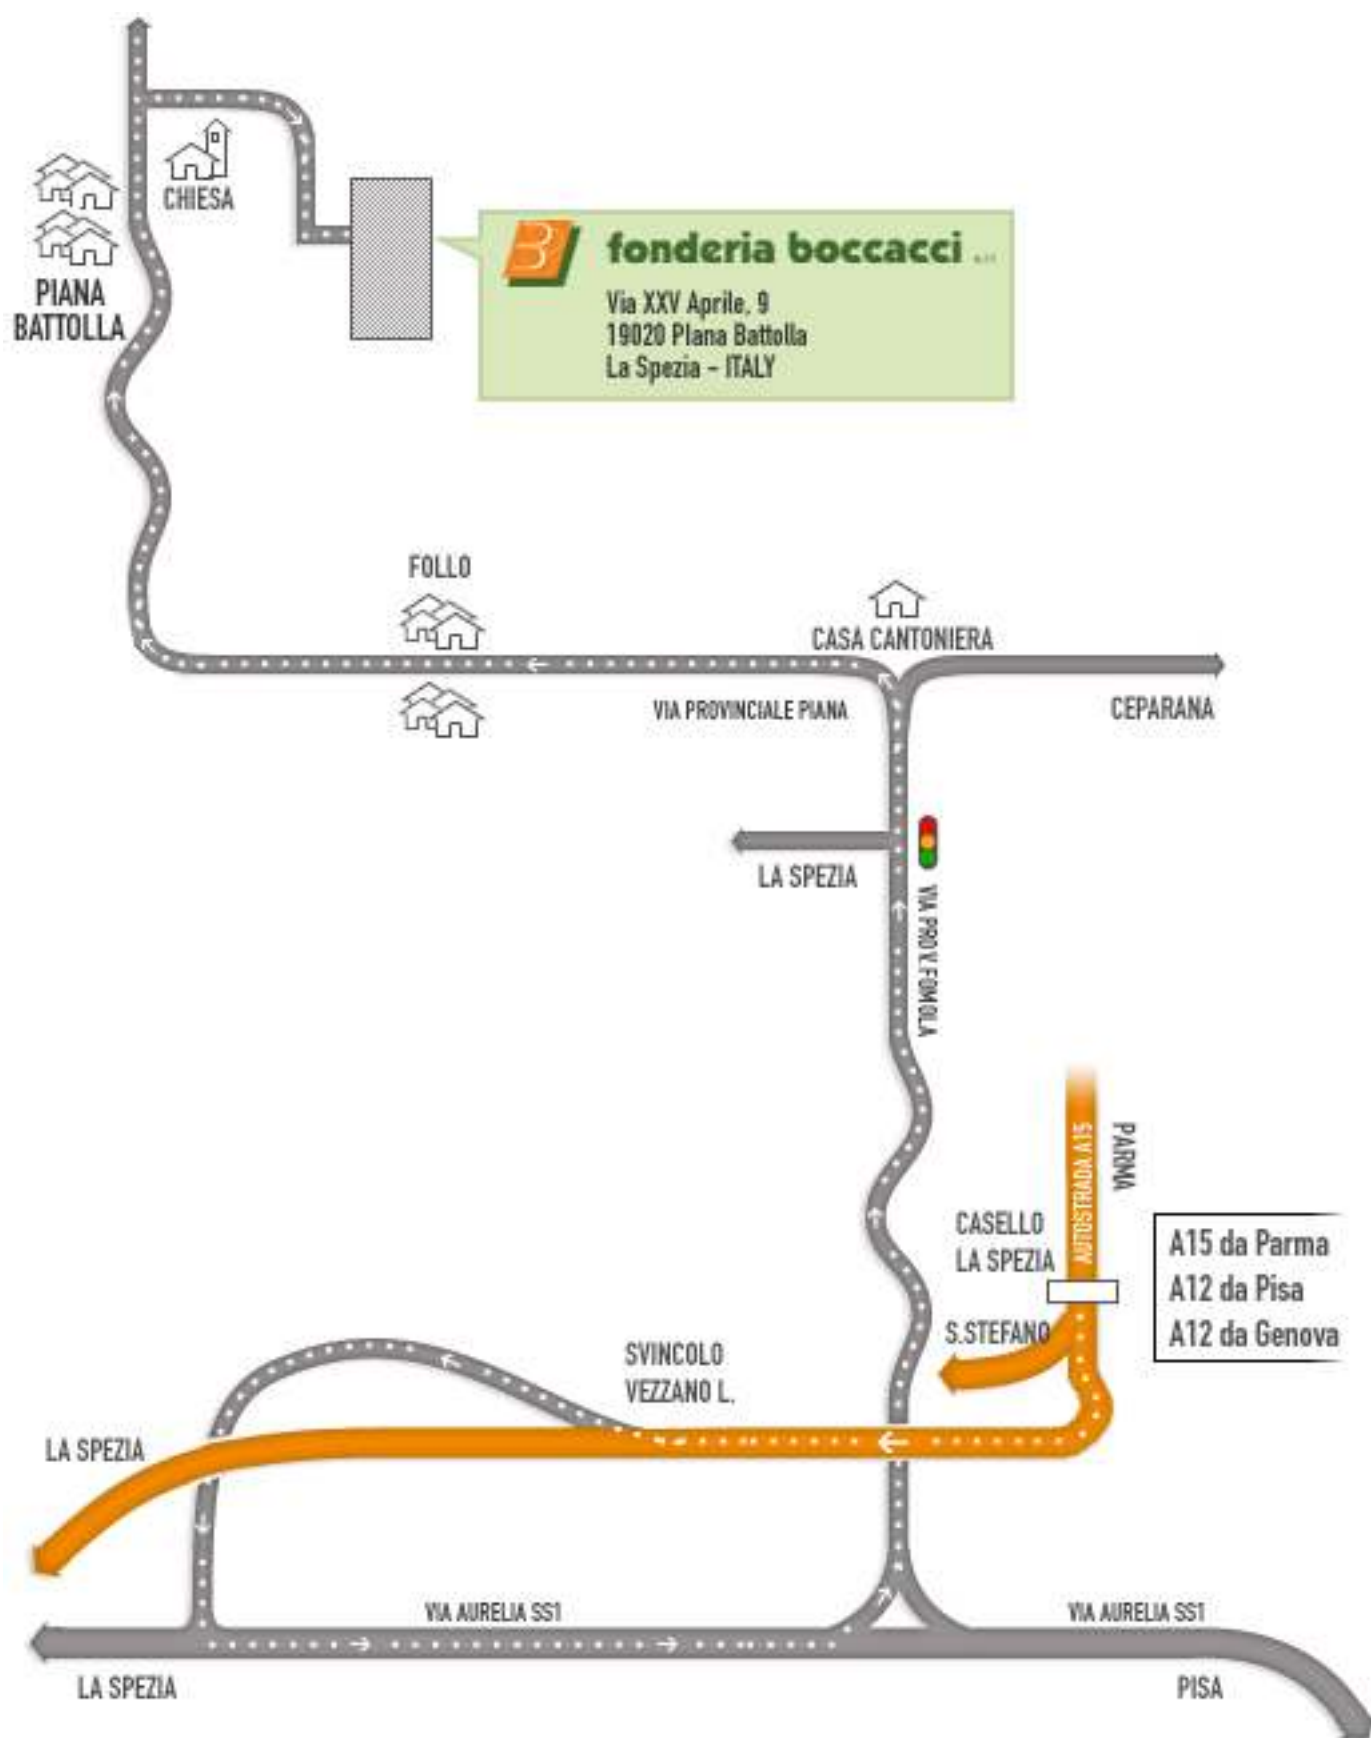 CHIESA
PIANA
BATTOLLA
fonderia boccacci
Via XXV Aprile, 9
19020 PIana Battolla
La Spezia - ITALY
FOLLO
CASA CANTONIERA
VIA PROVINCIALE PIANA
CEPARANA
LA SPEZIA
VIA PROV. FOMOLA
AUTOSTRADA A15
PARMA
CASELLO
LA SPEZIA
A15 da Parma
A12 da Pisa
A12 da Genova
S.STEFANO
SVINCOLO
VEZZANO L.
LA SPEZIA
VIA AURELIA SS1
VIA AURELIA SS1
LA SPEZIA
PISA